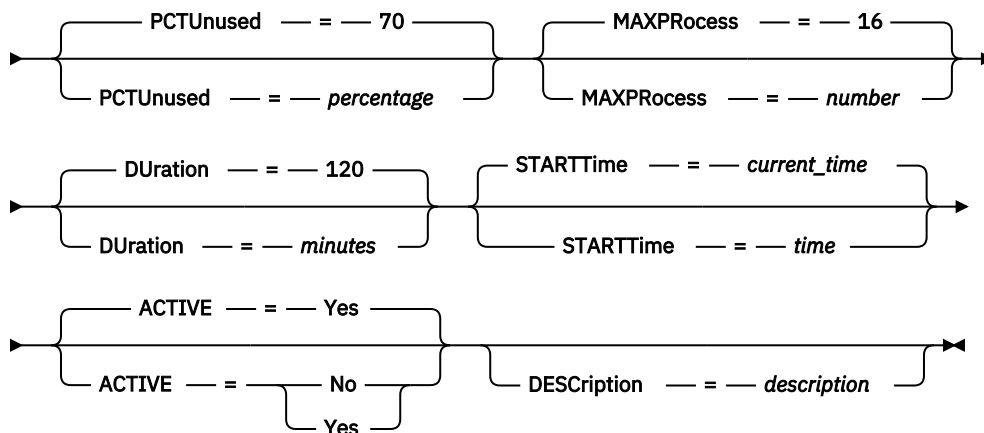 PCTUnused = 70 MAXPRocess = 16
PCTUnused = percentage MAXPRocess = number
DUration = 120 STARTTime = current_time
DUration = minutes STARTTime = time
ACTIVE = Yes
ACTIVE = No DESCription = description
Yes